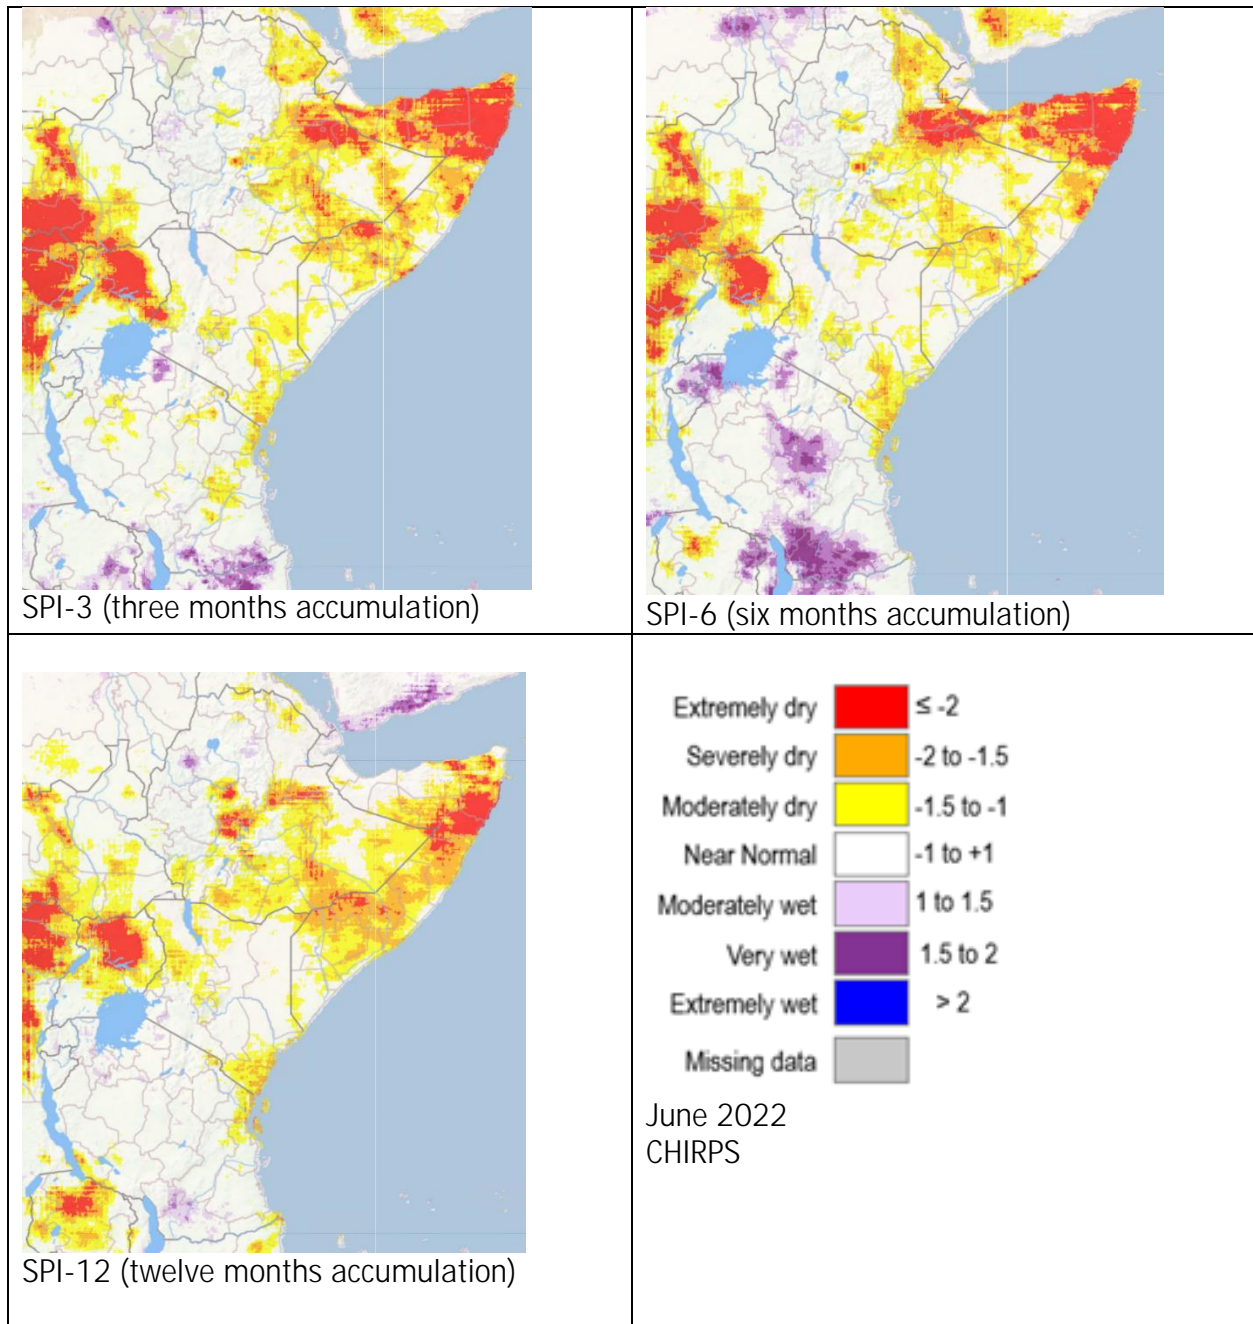 SPI-3 (three months accumulation)
SPI-6 (six months accumulation)
Extremely dry ≤ -2
Severely dry -2 to -1.5
Moderately dry -1.5 to -1
Near Normal -1 to +1
Moderately wet 1 to 1.5
Very wet 1.5 to 2
Extremely wet > 2
Missing data
June 2022
CHIRPS
SPI-12 (twelve months accumulation)